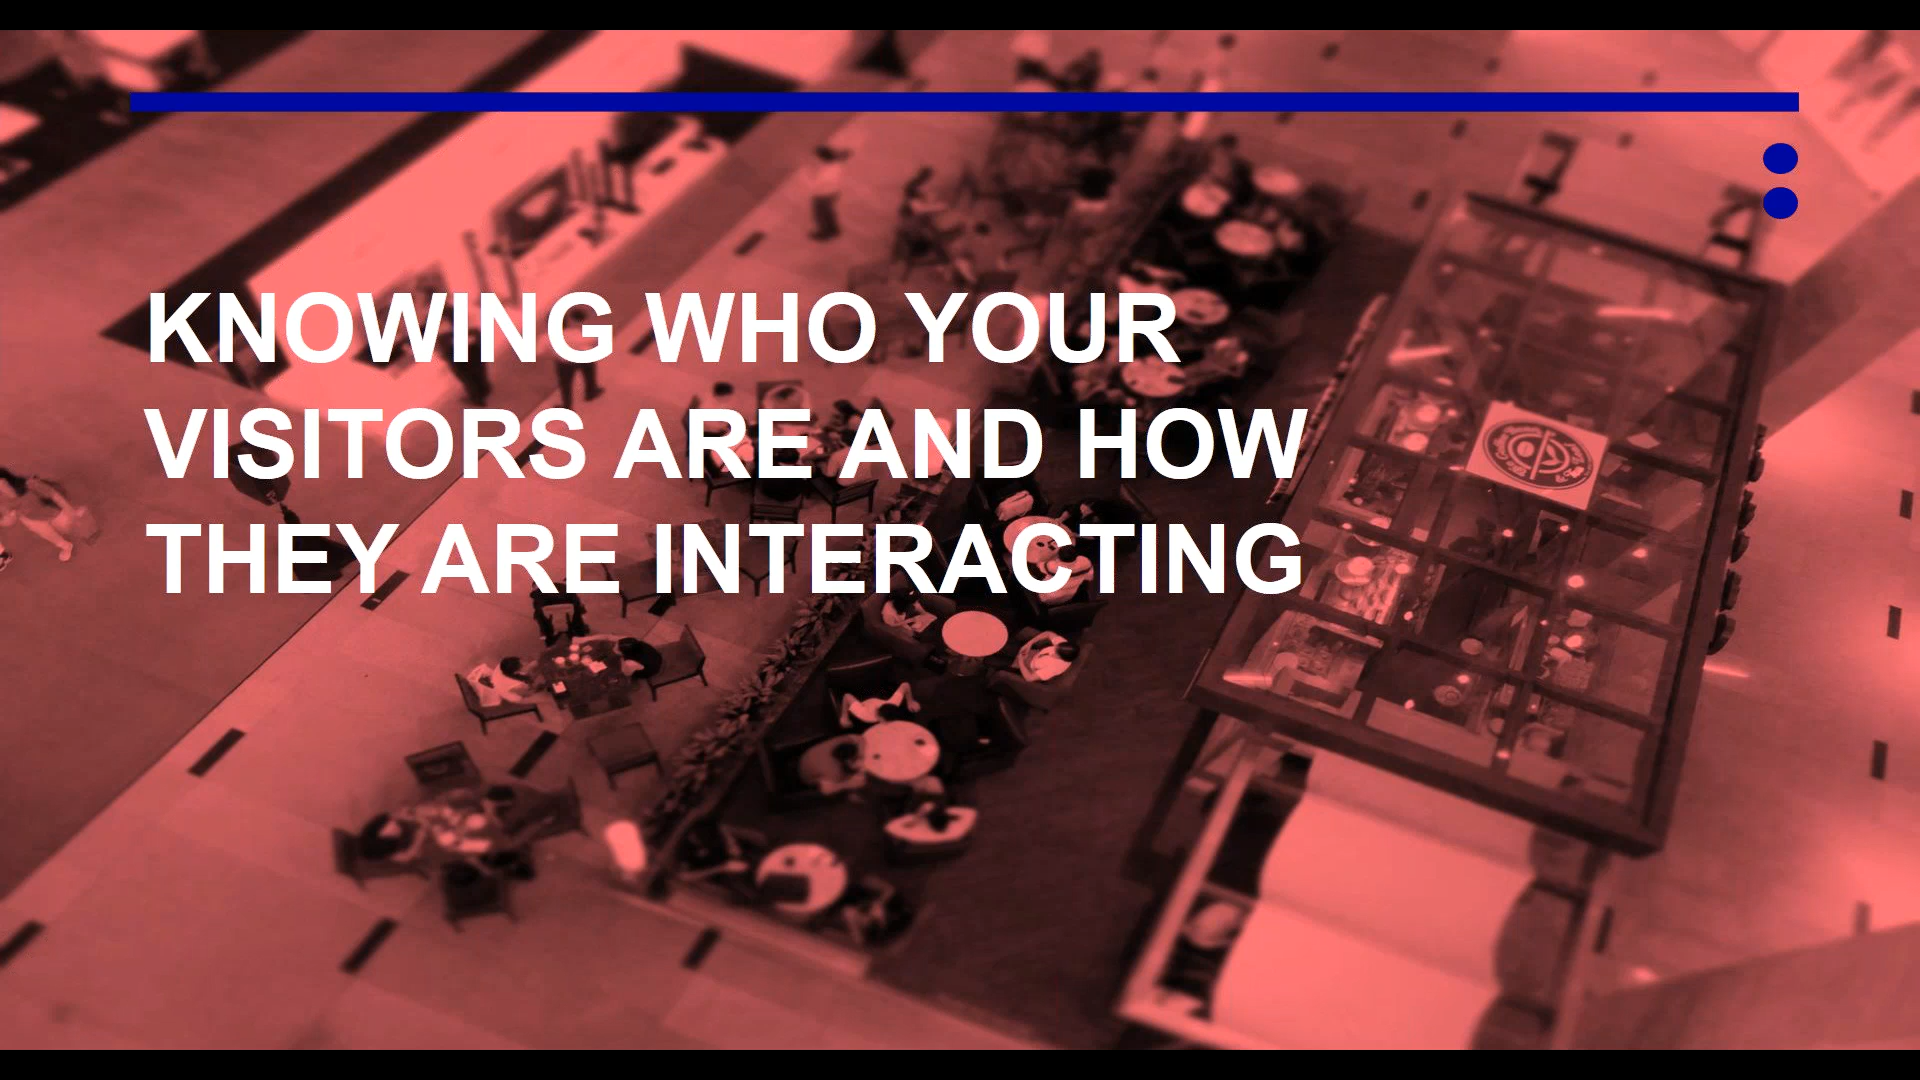 KNOWING WHO YOUR
VISITORS ARE AND HOW
THEY ARE INTERACTING